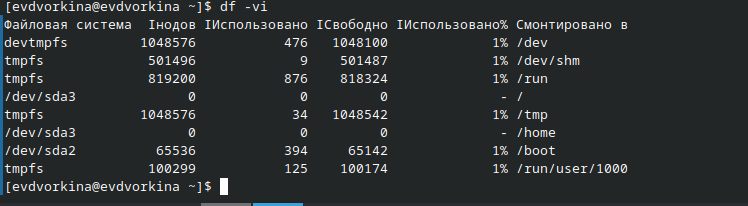 [evdvorkina@evdvorkina ~]$ df -vi
Файловая система Iнодов IИспользовано IСвободно IИспользовано% Смонтировано в
devtmpfs 1048576 476 1048100 1% /dev
tmpfs 501496 9 501487 1% /dev/shm
tmpfs 819200 876 818324 1% /run
/dev/sda3 0 0 0 - /
tmpfs 1048576 34 1048542 1% /tmp
/dev/sda3 0 0 0 - /home
/dev/sda2 65536 394 65142 1% /boot
tmpfs 100299 125 100174 1% /run/user/1000
[evdvorkina@evdvorkina ~]$